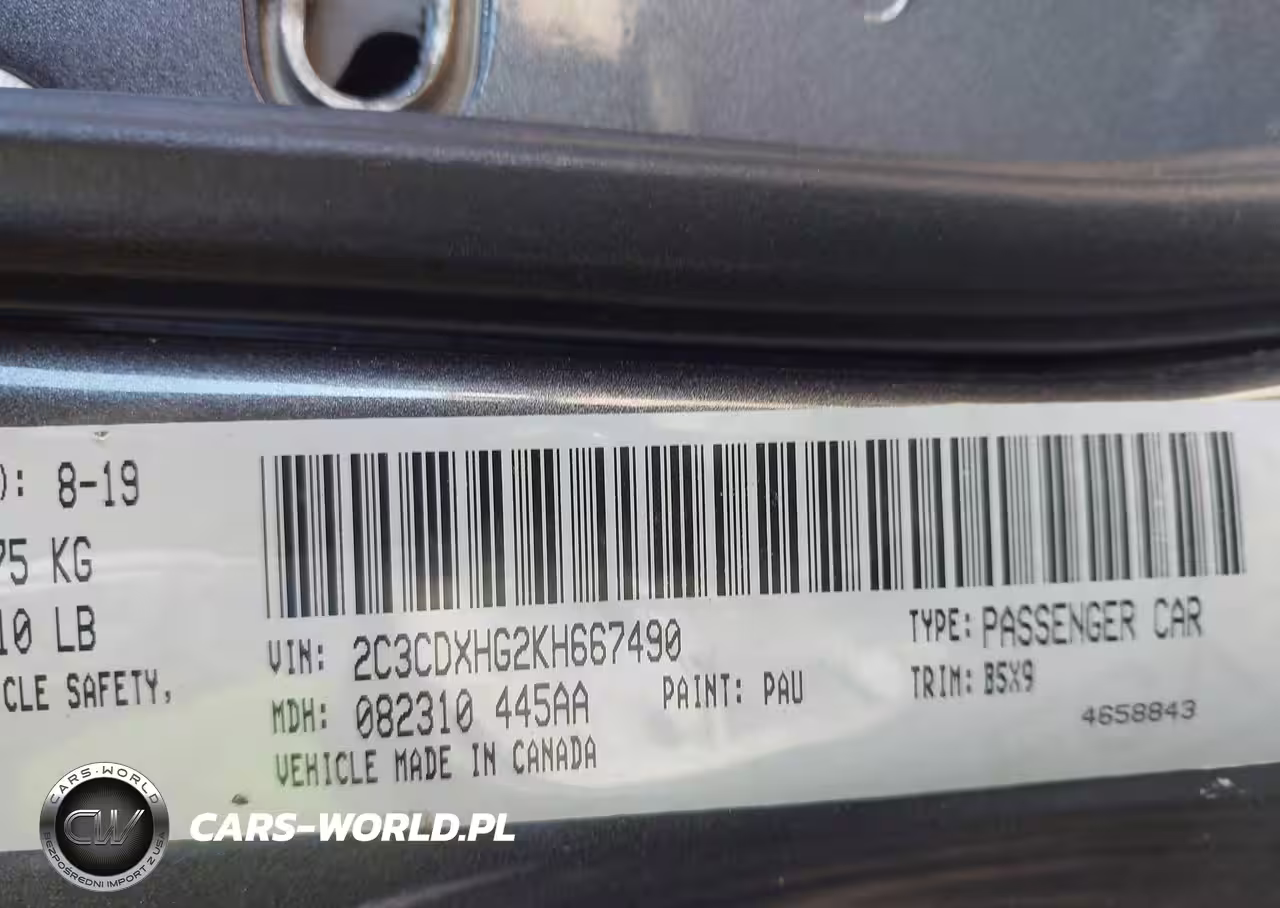 ): 8-19
75 KG
10 LB
CLE SAFETY,
VIN: 2C3CDXHG2KH667490
TYPE: PASSENGER CAR
MDH: 082310 445AA
PAINT: PAU
TRIM: B5X9
4658843
VEHICLE MADE IN CANADA
CARS-WORLD
CW
BEZPOŚREDNI IMPORT Z USA
CARS-WORLD.PL